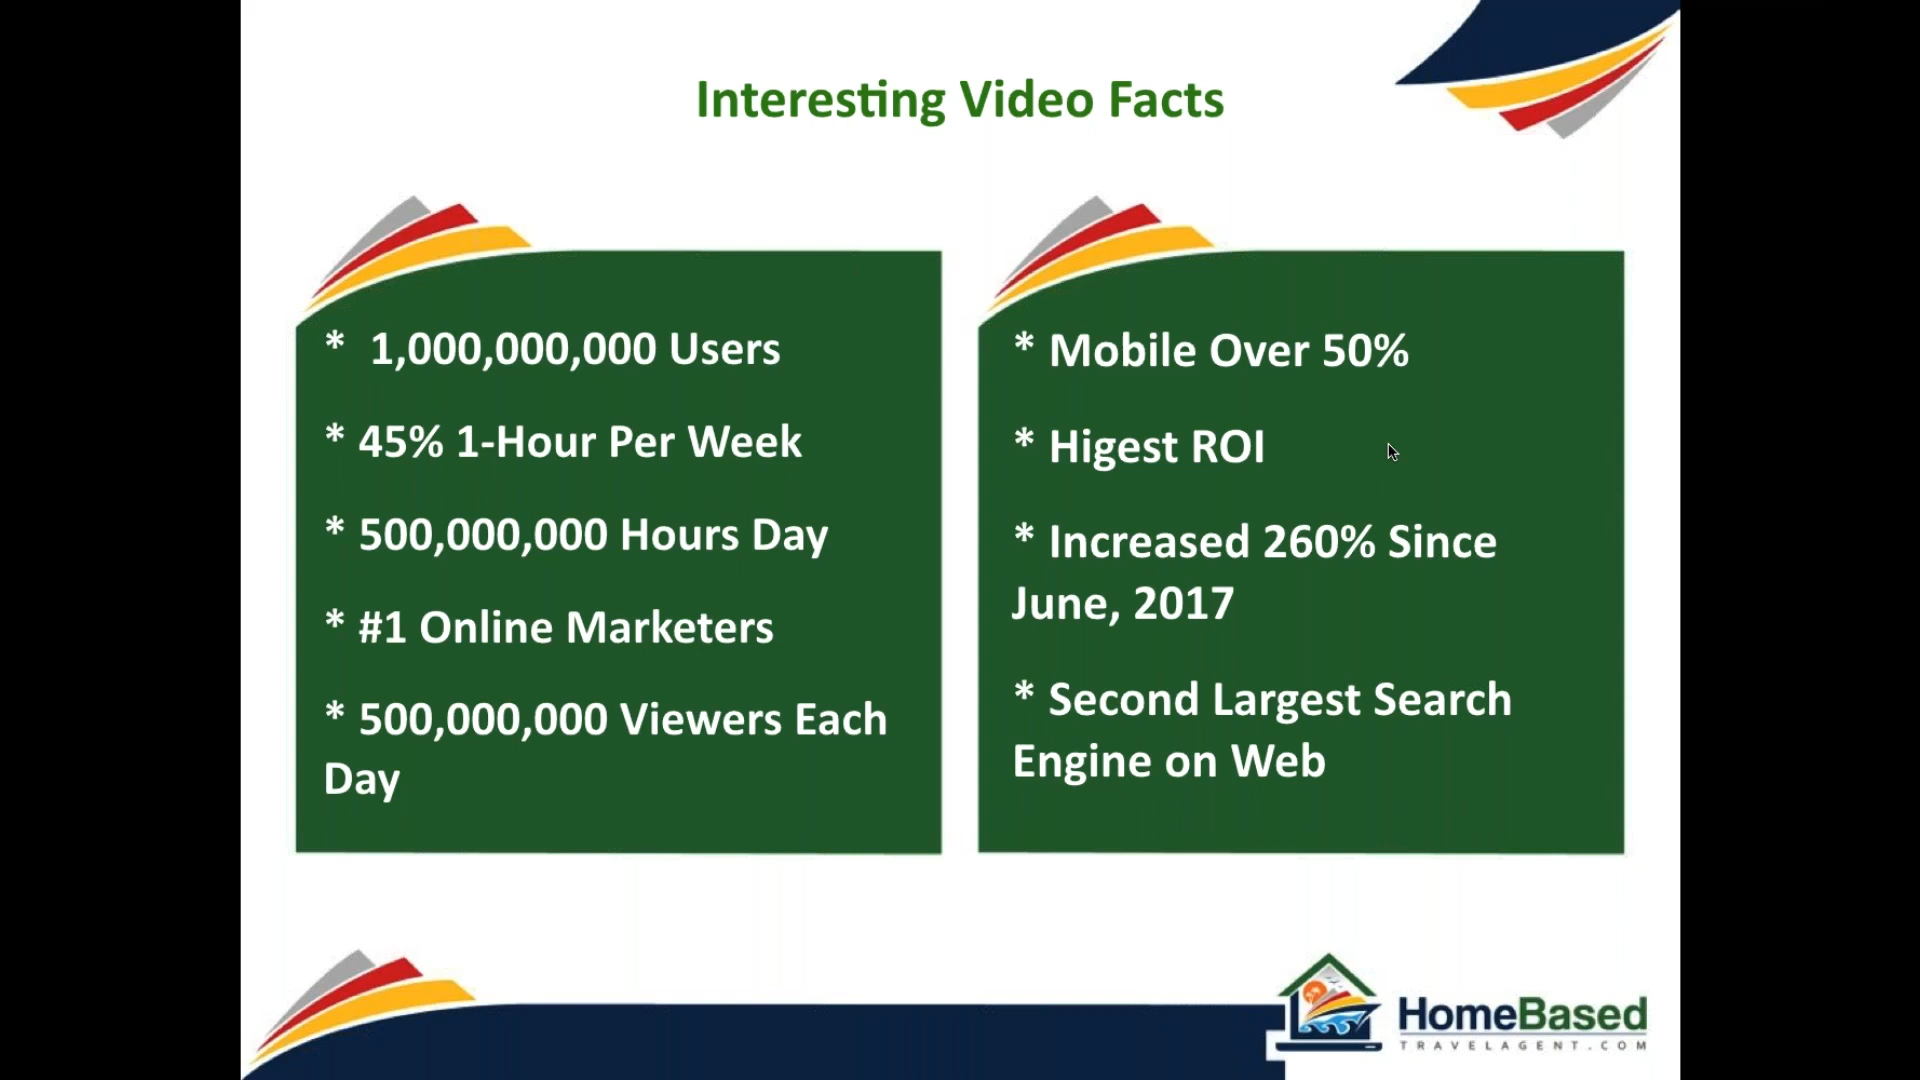 Interesting Video Facts
* 1,000,000,000 Users
* 45% 1-Hour Per Week
* 500,000,000 Hours Day
* #1 Online Marketers
* 500,000,000 Viewers Each
Day
* Mobile Over 50%
* Higest ROI
* Increased 260% Since
June, 2017
* Second Largest Search
Engine on Web
HomeBased
TRAVELAGENT.COM